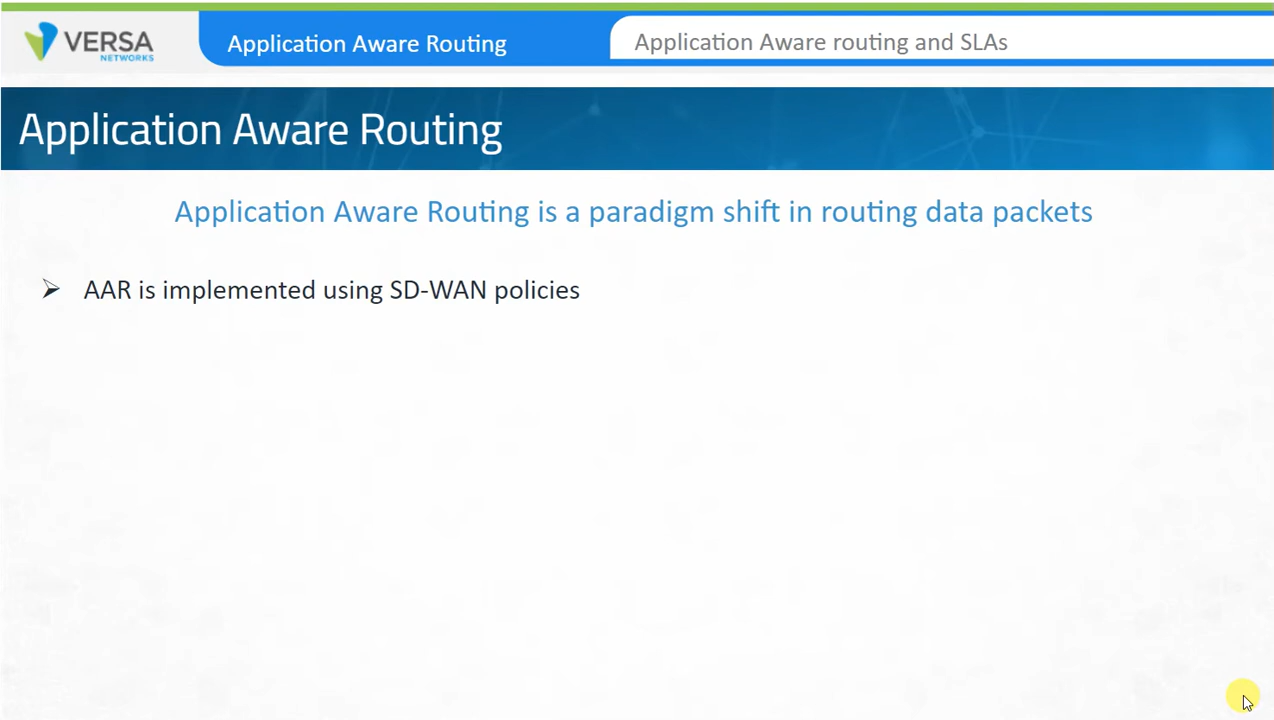 VERSA
NETWORKS
Application Aware Routing
Application Aware routing and SLAs
Application Aware Routing
Application Aware Routing is a paradigm shift in routing data packets
➢ AAR is implemented using SD-WAN policies